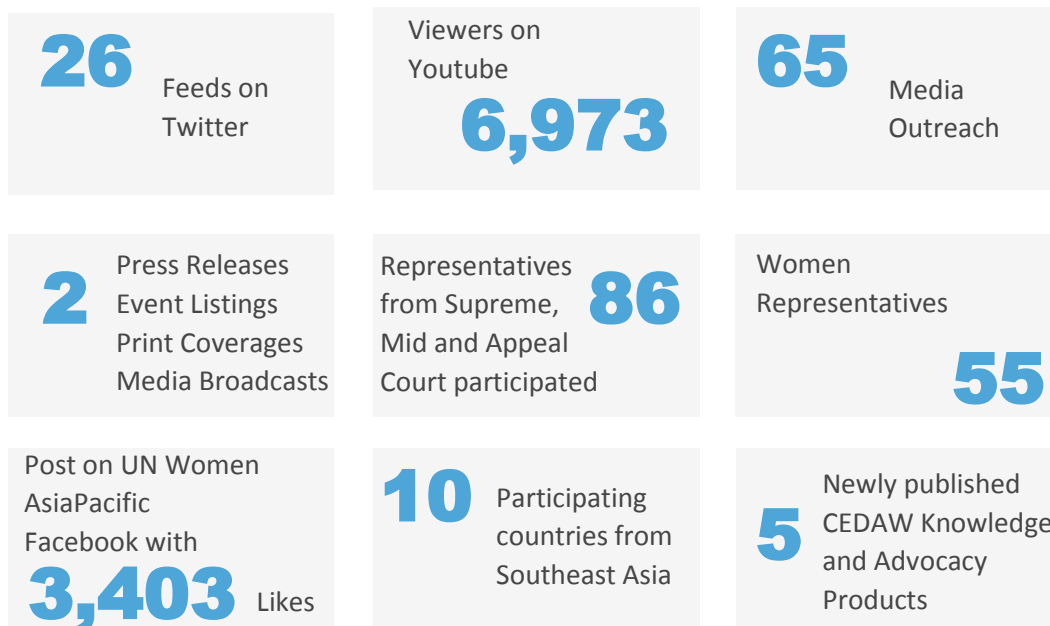 26
Feeds on
Twitter
Viewers on
Youtube
6,973
65
Media
Outreach
2
Press Releases
Event Listings
Print Coverages
Media Broadcasts
Representatives
from Supreme,
Mid and Appeal
Court participated
86
Women
Representatives
55
Post on UN Women
AsiaPacific
Facebook with
3,403 Likes
10
Participating
countries from
Southeast Asia
5
Newly published
CEDAW Knowledge
and Advocacy
Products